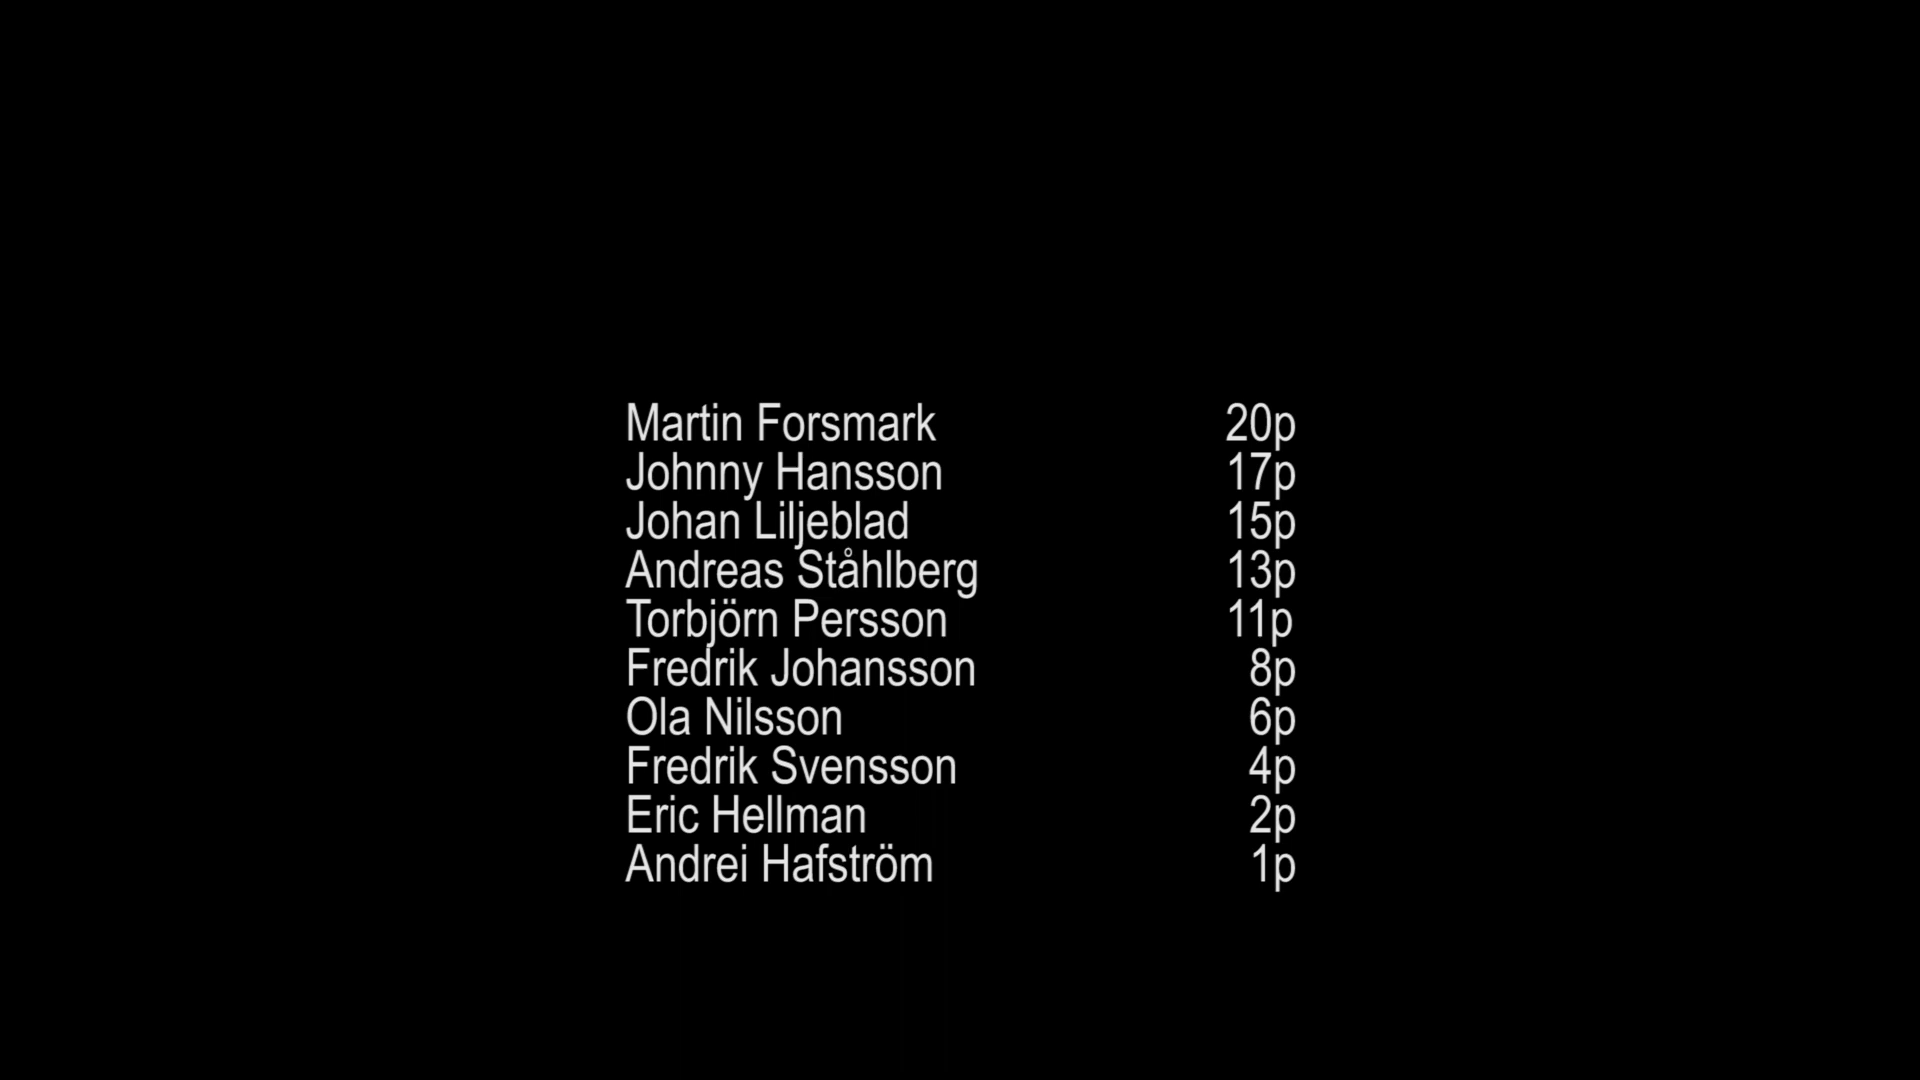 Martin Forsmark 20p
Johnny Hansson 17p
Johan Liljeblad 15p
Andreas Ståhlberg 13p
Torbjörn Persson 11p
Fredrik Johansson 8p
Ola Nilsson 6p
Fredrik Svensson 4p
Eric Hellman 2p
Andrei Hafström 1p